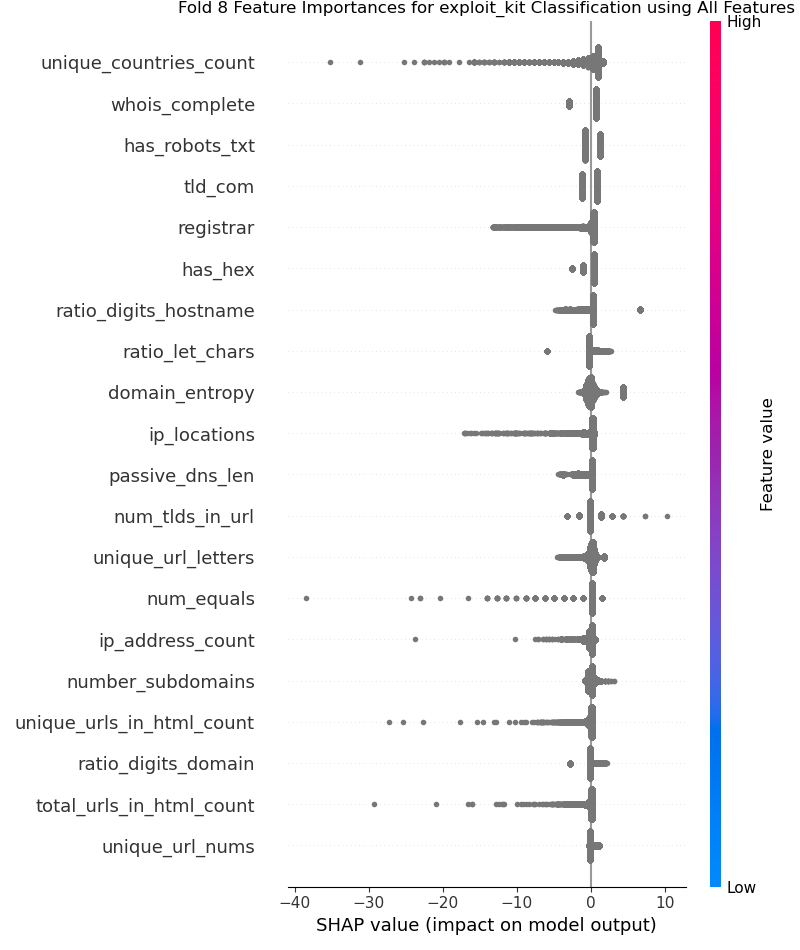 Fold 8 Feature Importances for exploit_kit Classification using All Features
High
unique_countries_count
whois_complete
has_robots_txt
tld_com
registrar
has_hex
ratio_digits_hostname
ratio_let_chars
domain_entropy
ip_locations
passive_dns_len
num_tlds_in_url
unique_url_letters
num_equals
ip_address_count
number_subdomains
unique_urls_in_html_count
ratio_digits_domain
total_urls_in_html_count
unique_url_nums
Feature value
Low
−40 −30 −20 −10 0 10
SHAP value (impact on model output)